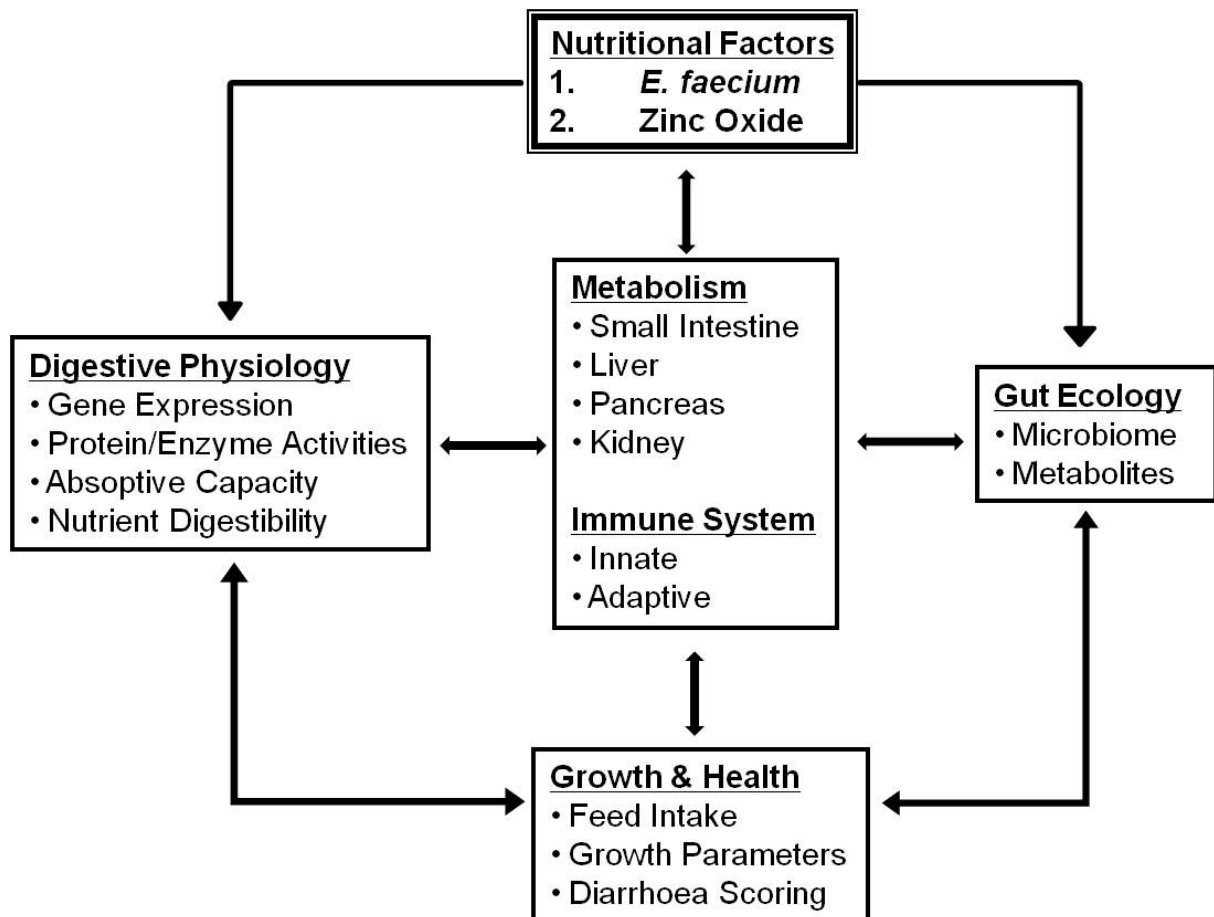 Nutritional Factors
1. E. faecium
2. Zinc Oxide
Metabolism
• Small Intestine
• Liver
• Pancreas
• Kidney
Immune System
• Innate
• Adaptive
Digestive Physiology
• Gene Expression
• Protein/Enzyme Activities
• Absoptive Capacity
• Nutrient Digestibility
Gut Ecology
• Microbiome
• Metabolites
Growth & Health
• Feed Intake
• Growth Parameters
• Diarrhoea Scoring